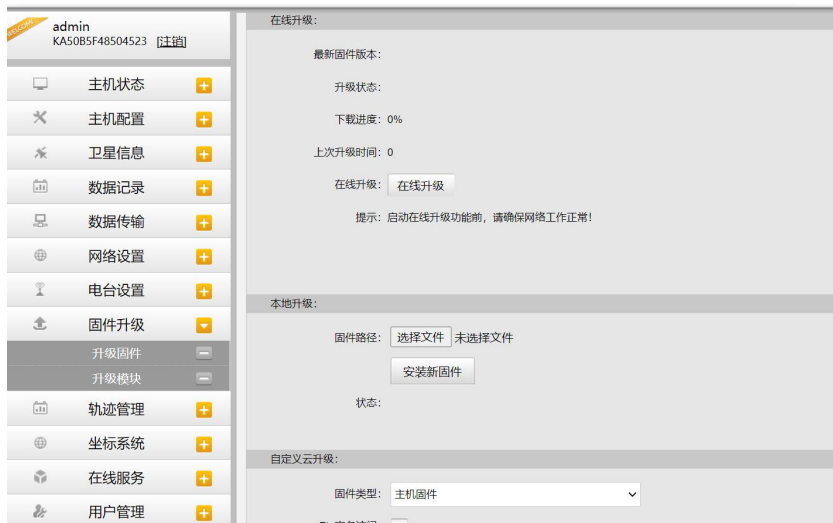 WELCOME
admin
KA50B5F48504523 [注销]
主机状态
主机配置
卫星信息
数据记录
数据传输
网络设置
电台设置
固件升级
升级固件
升级模块
轨迹管理
坐标系统
在线服务
用户管理
在线升级:
最新固件版本:
升级状态:
下载进度: 0%
上次升级时间: 0
在线升级: 在线升级
提示: 启动在线升级功能前, 请确保网络工作正常!
本地升级:
固件路径: 选择文件 未选择文件
安装新固件
状态:
自定义云升级:
固件类型: 主机固件